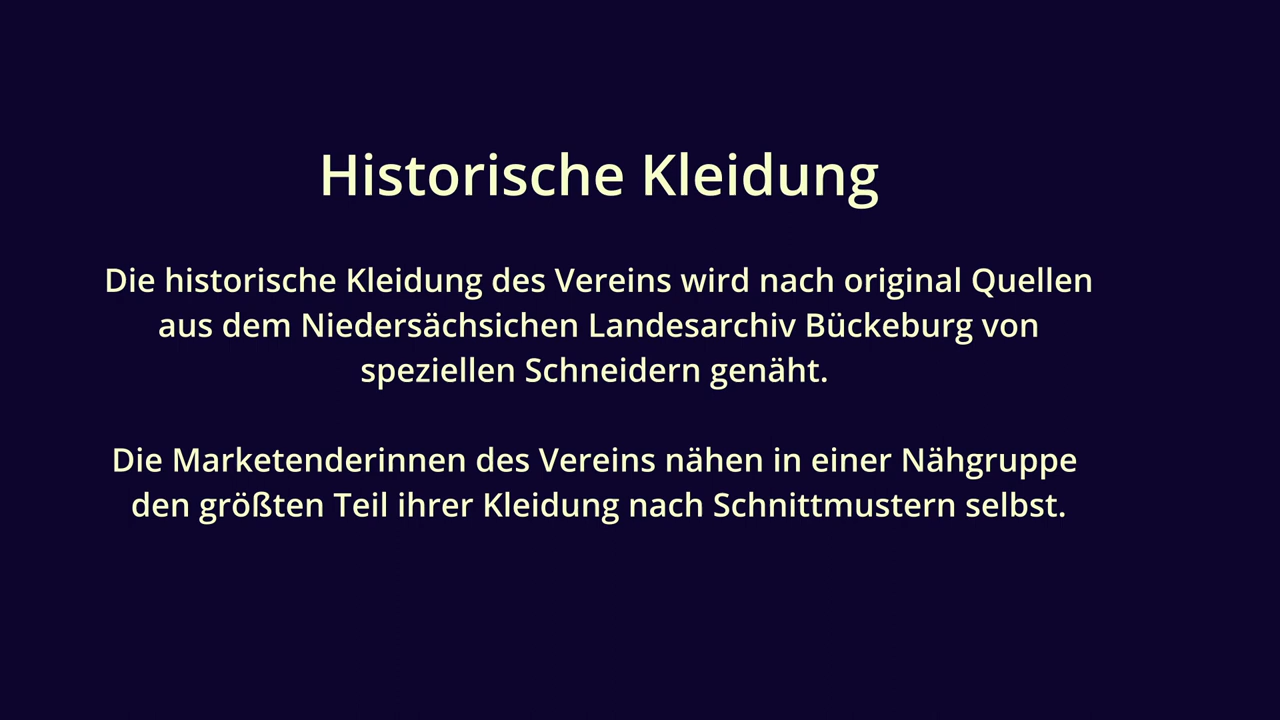 Historische Kleidung
Die historische Kleidung des Vereins wird nach original Quellen
aus dem Niedersächsichen Landesarchiv Bückeburg von
speziellen Schneidern genäht.
Die Marketenderinnen des Vereins nähen in einer Nähgruppe
den größten Teil ihrer Kleidung nach Schnittmustern selbst.